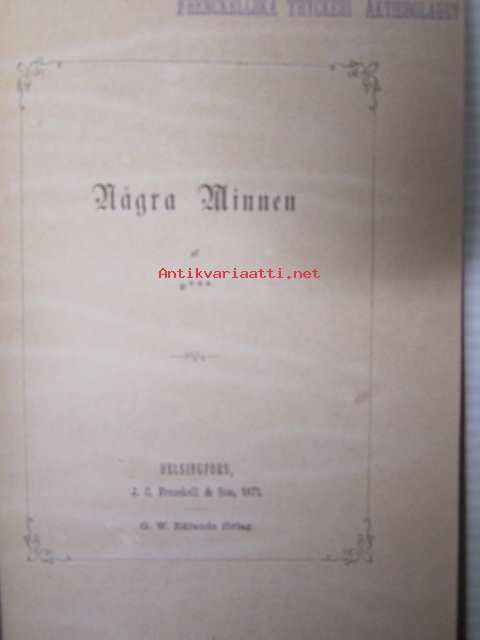 FRENCKELLSKA TRYCKERI AKTIEBOLAGET
Några Minnen
af
Antikvariaatti.net
HELSINGFORS,
J. C. Frenckell & Son, 1871.
G. W. Edlunds förlag